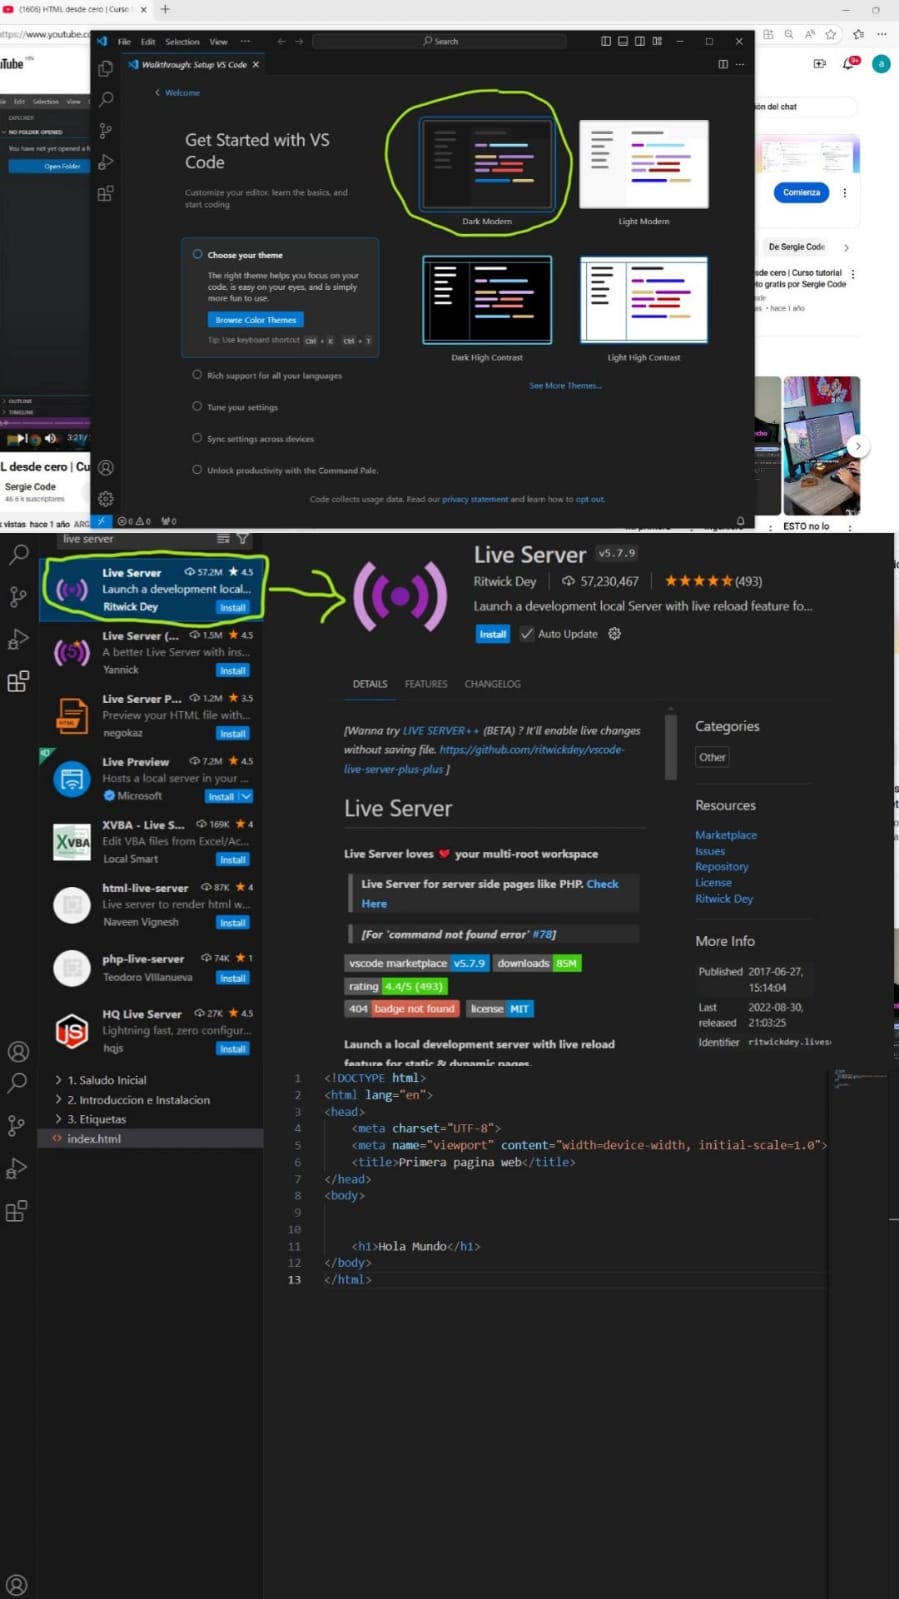 (1606) HTML desde cero | Curso
https://www.youtube.co
uTube
File Edit Selection View ···
Search
Walkthrough: Setup VS Code
Edit Selection View
EXPLORER
NO FOLDER OPENED
You have not yet opened a f
Open Folder
OUTLINE
TIMELINE
3:21 /
< Welcome
Get Started with VS
Code
Customize your editor, learn the basics, and
start coding
Choose your theme
The right theme helps you focus on your
code, is easy on your eyes, and is simply
more fun to use.
Browse Color Themes
Tip: Use keyboard shortcut Ctrl + K Ctrl + T
Rich support for all your languages
Tune your settings
Sync settings across devices
Unlock productivity with the Command Pale.
Dark Modern
Light Modern
Dark High Contrast
Light High Contrast
See More Themes...
Code collects usage data. Read our privacy statement and learn how to opt out.
0 0 0
9+
a
ión del chat
Comienza
De Sergie Code
sde cero | Curso tutorial
to gratis por Sergie Code
• hace 1 año
L desde cero | Cu
Sergie Code
46.6 k suscriptores
vistas hace 1 año ARG
ESTO no lo
live server
Live Server 57.2M ★ 4.5
Launch a development local...
Ritwick Dey Install
Live Server (... 1.5M ★ 4.5
A better Live Server with ins...
Yannick Install
Live Server P... 1.2M ★ 3.5
Preview your HTML file with...
negokaz Install
Live Preview 7.2M ★ 4.5
Hosts a local server in your ...
Microsoft Install
XVBA - Live S... 169K ★ 4
Edit VBA files from Excel/Ac...
Local Smart Install
html-live-server 87K ★ 4
Live server to render html w...
Naveen Vignesh Install
php-live-server 74K ★ 1
Teodoro VIllanueva Install
HQ Live Server 27K ★ 4.5
Lightning fast, zero configur...
hqjs Install
Live Server v5.7.9
Ritwick Dey 57,230,467 (493)
Launch a development local Server with live reload feature fo...
Install Auto Update
DETAILS FEATURES CHANGELOG
[Wanna try LIVE SERVER++ (BETA) ? It'll enable live changes
without saving file. https://github.com/ritwickdey/vscode-
live-server-plus-plus ]
Live Server
Live Server loves ❤ your multi-root workspace
Live Server for server side pages like PHP. Check
Here
[For 'command not found error' #78]
vscode marketplace v5.7.9 downloads 85M
rating 4.4/5 (493)
404 badge not found license MIT
Launch a local development server with live reload
feature for static & dynamic pages
Categories
Other
Resources
Marketplace
Issues
Repository
License
Ritwick Dey
More Info
Published 2017-06-27,
15:14:04
Last 2022-08-30,
released 21:03:25
Identifier ritwickdey.lives
> 1. Saludo Inicial
> 2. Introduccion e Instalacion
> 3. Etiquetas
<> index.html
1 <!DOCTYPE html>
2 <html lang="en">
3 <head>
4 <meta charset="UTF-8">
5 <meta name="viewport" content="width=device-width, initial-scale=1.0">
6 <title>Primera pagina web</title>
7 </head>
8 <body>
9
10
11 <h1>Hola Mundo</h1>
12 </body>
13 </html>